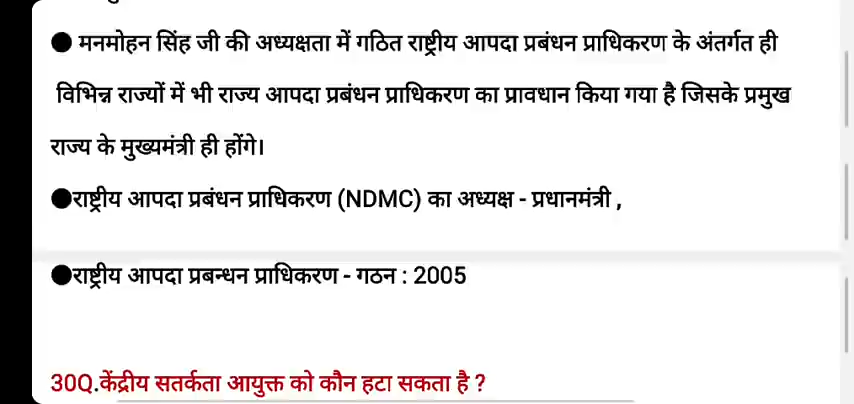 ● मनमोहन सिंह जी की अध्यक्षता में गठित राष्ट्रीय आपदा प्रबंधन प्राधिकरण के अंतर्गत ही
विभिन्न राज्यों में भी राज्य आपदा प्रबंधन प्राधिकरण का प्रावधान किया गया है जिसके प्रमुख
राज्य के मुख्यमंत्री ही होंगे।
●राष्ट्रीय आपदा प्रबंधन प्राधिकरण (NDMC) का अध्यक्ष - प्रधानमंत्री ,
●राष्ट्रीय आपदा प्रबन्धन प्राधिकरण - गठन : 2005
30Q.केंद्रीय सतर्कता आयुक्त को कौन हटा सकता है ?